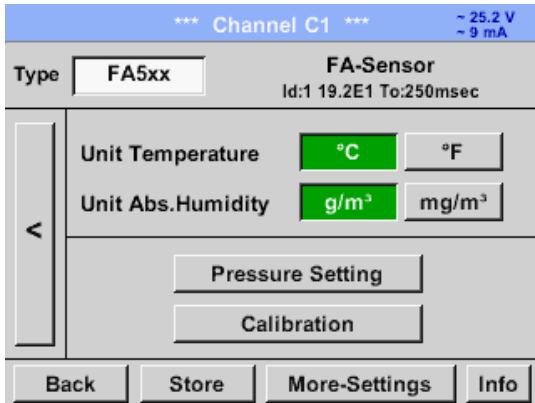 *** Channel C1 ***
~ 25.2 V
~ 9 mA
Type FA5xx
FA-Sensor
Id:1 19.2E1 To:250msec
Unit Temperature °C °F
Unit Abs.Humidity g/m³ mg/m³
<
Pressure Setting
Calibration
Back Store More-Settings Info